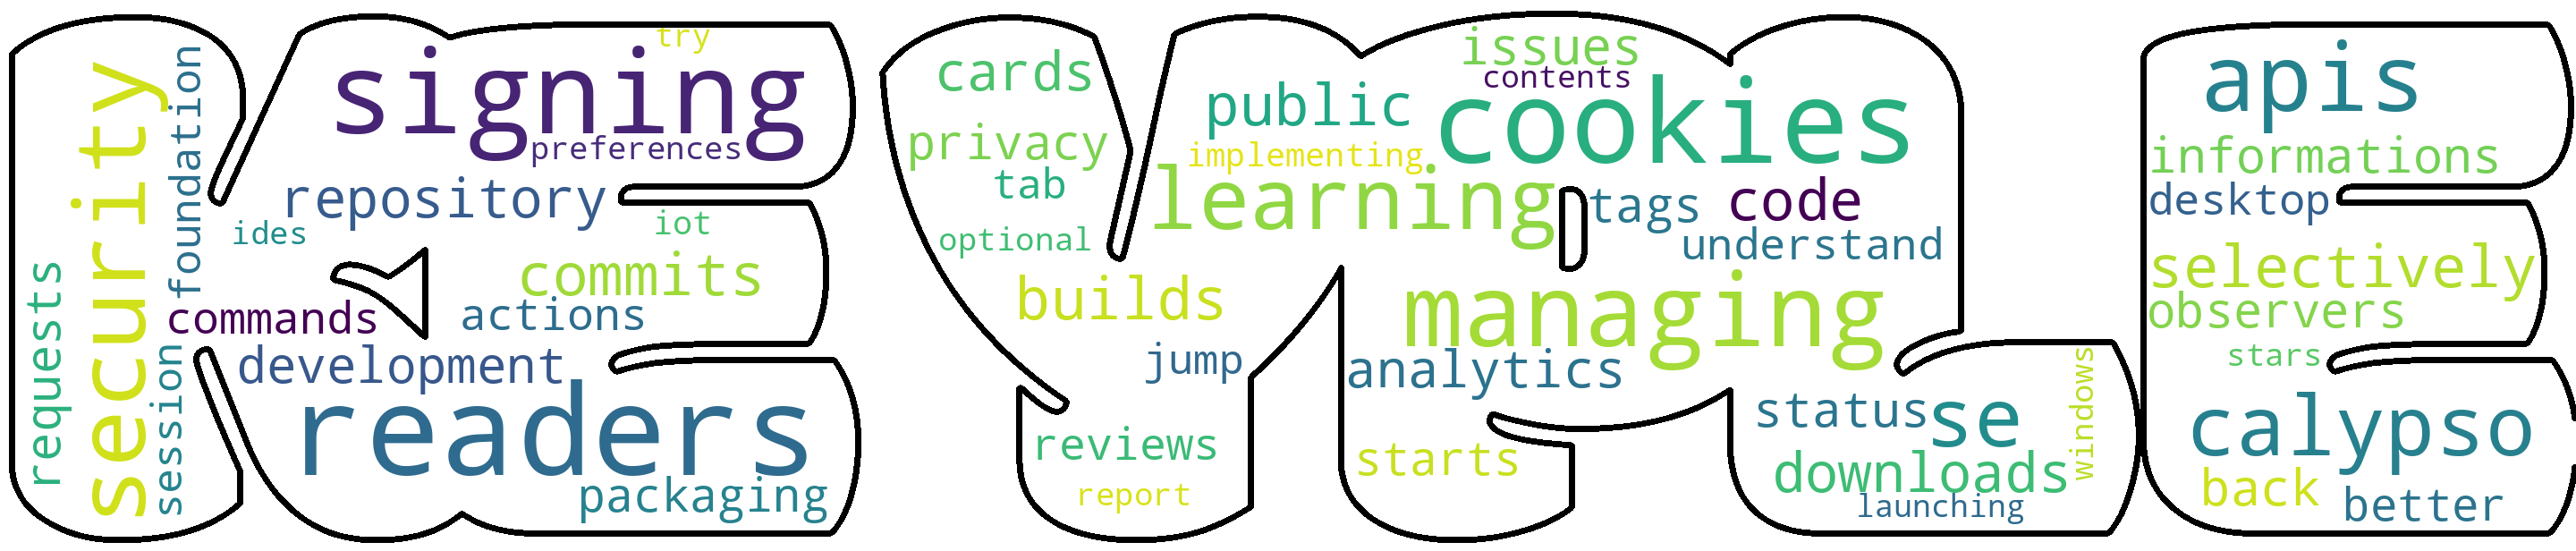 security
requests
session
foundation
signing
try
preferences
repository
ides
iot
commits
commands
actions
development
readers
packaging
cards
privacy
tab
optional
builds
jump
reviews
report
issues
contents
public
cookies
implementing
learning
tags
code
understand
managing
analytics
starts
status
se
windows
downloads
launching
apis
informations
desktop
selectively
observers
stars
calypso
back
better